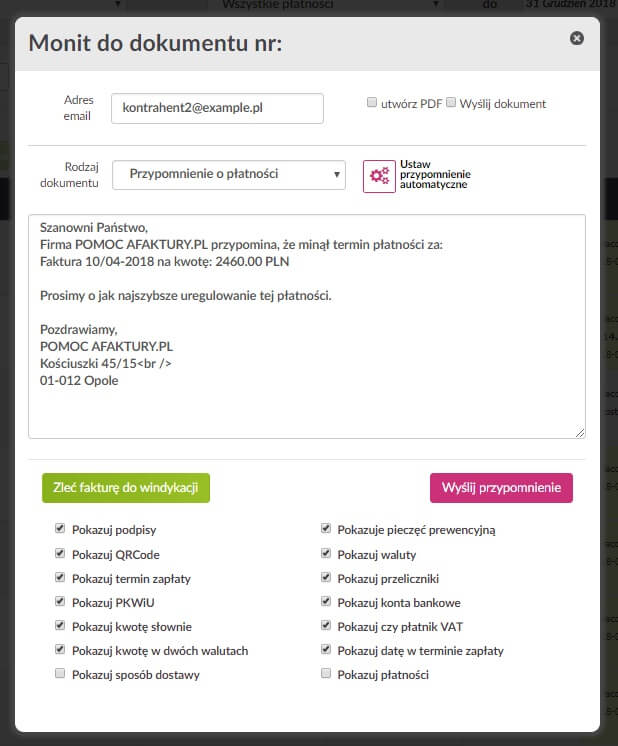 Wszystkie płatności
do
31 Grudzień 2018
Monit do dokumentu nr:
Adres email
kontrahent2@example.pl
utwórz PDF
Wyślij dokument
Rodzaj dokumentu
Przypomnienie o płatności
Ustaw
przypomnienie
automatyczne
Szanowni Państwo,
Firma POMOC AFAKTURY.PL przypomina, że minął termin płatności za:
Faktura 10/04-2018 na kwotę: 2460.00 PLN
Prosimy o jak najszybsze uregulowanie tej płatności.
Pozdrawiamy,
POMOC AFAKTURY.PL
Kościuszki 45/15<br />
01-012 Opole
Zleć fakturę do windykacji
Wyślij przypomnienie
Pokazuj podpisy
Pokazuje pieczęć prewencyjną
Pokazuj QRCode
Pokazuj waluty
Pokazuj termin zapłaty
Pokazuj przeliczniki
Pokazuj PKWiU
Pokazuj konta bankowe
Pokazuj kwotę słownie
Pokazuj czy płatnik VAT
Pokazuj kwotę w dwóch walutach
Pokazuj datę w terminie zapłaty
Pokazuj sposób dostawy
Pokazuj płatności